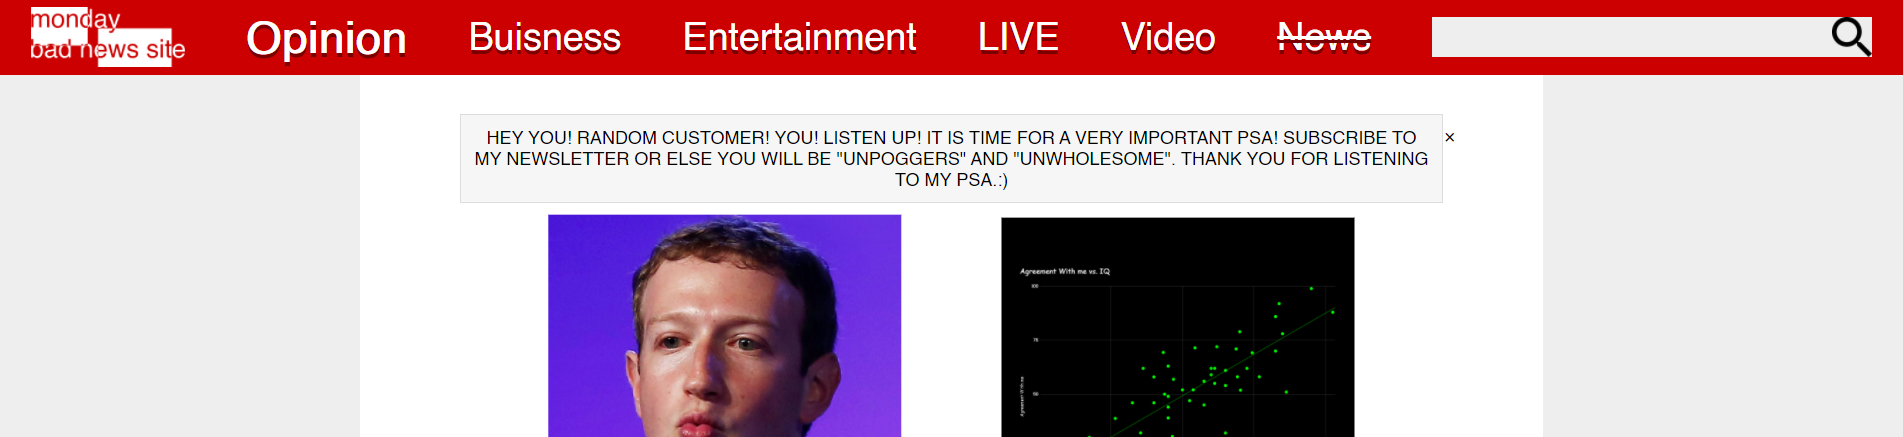 monday
bad news site
Opinion
Buisness
Entertainment
LIVE
Video
News
HEY YOU! RANDOM CUSTOMER! YOU! LISTEN UP! IT IS TIME FOR A VERY IMPORTANT PSA! SUBSCRIBE TO
MY NEWSLETTER OR ELSE YOU WILL BE "UNPOGGERS" AND "UNWHOLESOME". THANK YOU FOR LISTENING
TO MY PSA.:)
×
Agreement With me vs. IQ
100
75
50
Agreement With me